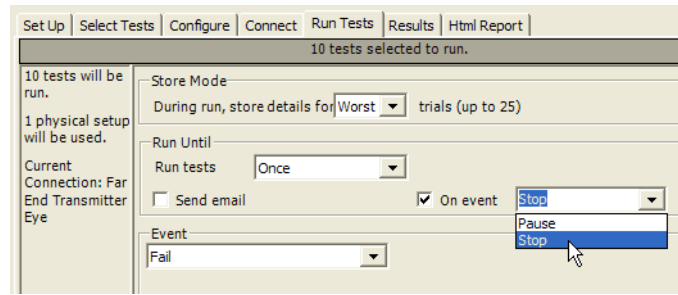 Set Up Select Tests Configure Connect Run Tests Results Html Report
10 tests selected to run.
10 tests will be
run.
1 physical setup
will be used.
Current
Connection: Far
End Transmitter
Eye
Store Mode
During run, store details for Worst trials (up to 25)
Run Until
Run tests Once
Send email On event Stop
Pause
Stop
Event
Fail